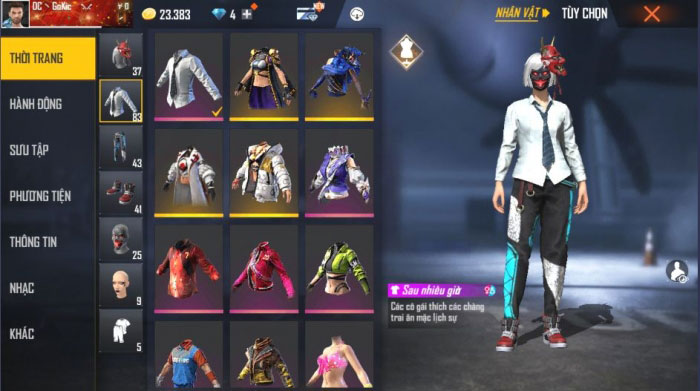 OC GoKic
23.383
4
NHÂN VẬT
TÙY CHỌN
THỜI TRANG
HÀNH ĐỘNG
SƯU TẬP
PHƯƠNG TIỆN
THÔNG TIN
NHẠC
KHÁC
37
83
43
41
25
9
5
Sau nhiều giờ
Các cô gái thích các chàng
trai ăn mặc lịch sự